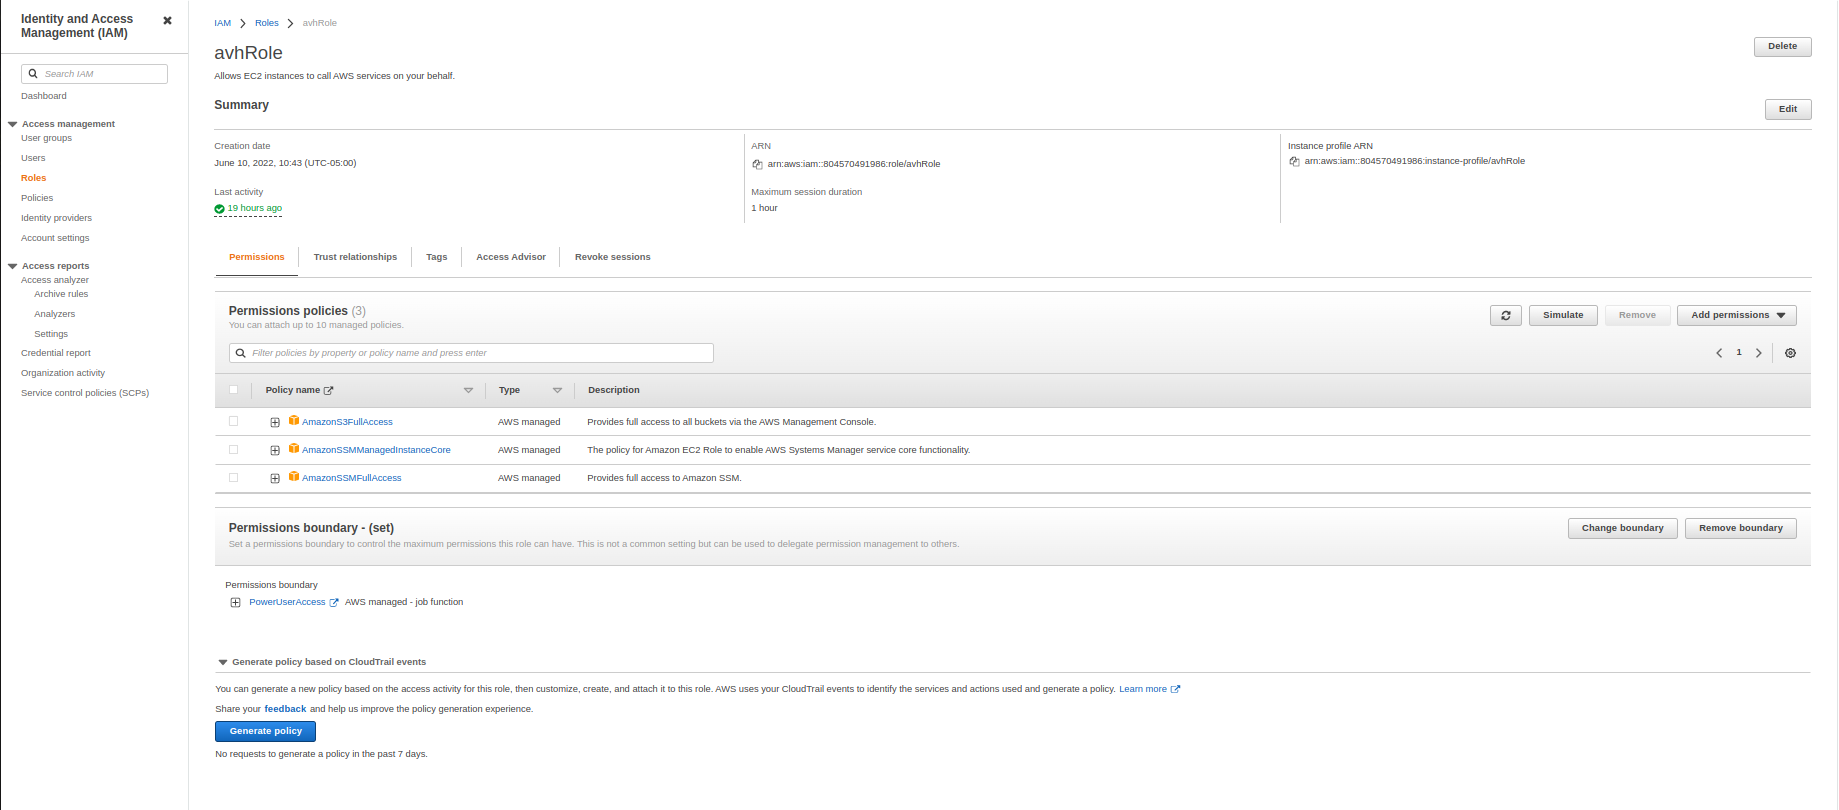 Identity and Access
Management (IAM)
Search IAM
Dashboard
Access management
User groups
Users
Roles
Policies
Identity providers
Account settings
Access reports
Access analyzer
Archive rules
Analyzers
Settings
Credential report
Organization activity
Service control policies (SCPs)
IAM > Roles > avhRole
avhRole
Delete
Allows EC2 instances to call AWS services on your behalf.
Summary
Edit
Creation date
June 10, 2022, 10:43 (UTC-05:00)
Last activity
19 hours ago
ARN
arn:aws:iam::804570491986:role/avhRole
Maximum session duration
1 hour
Instance profile ARN
arn:aws:iam::804570491986:instance-profile/avhRole
Permissions Trust relationships Tags Access Advisor Revoke sessions
Permissions policies (3)
You can attach up to 10 managed policies.
Simulate Remove Add permissions
Filter policies by property or policy name and press enter
1
Policy name Type Description
AmazonS3FullAccess AWS managed Provides full access to all buckets via the AWS Management Console.
AmazonSSMManagedInstanceCore AWS managed The policy for Amazon EC2 Role to enable AWS Systems Manager service core functionality.
AmazonSSMFullAccess AWS managed Provides full access to Amazon SSM.
Permissions boundary - (set)
Change boundary Remove boundary
Set a permissions boundary to control the maximum permissions this role can have. This is not a common setting but can be used to delegate permission management to others.
Permissions boundary
PowerUserAccess AWS managed - job function
Generate policy based on CloudTrail events
You can generate a new policy based on the access activity for this role, then customize, create, and attach it to this role. AWS uses your CloudTrail events to identify the services and actions used and generate a policy. Learn more
Share your feedback and help us improve the policy generation experience.
Generate policy
No requests to generate a policy in the past 7 days.